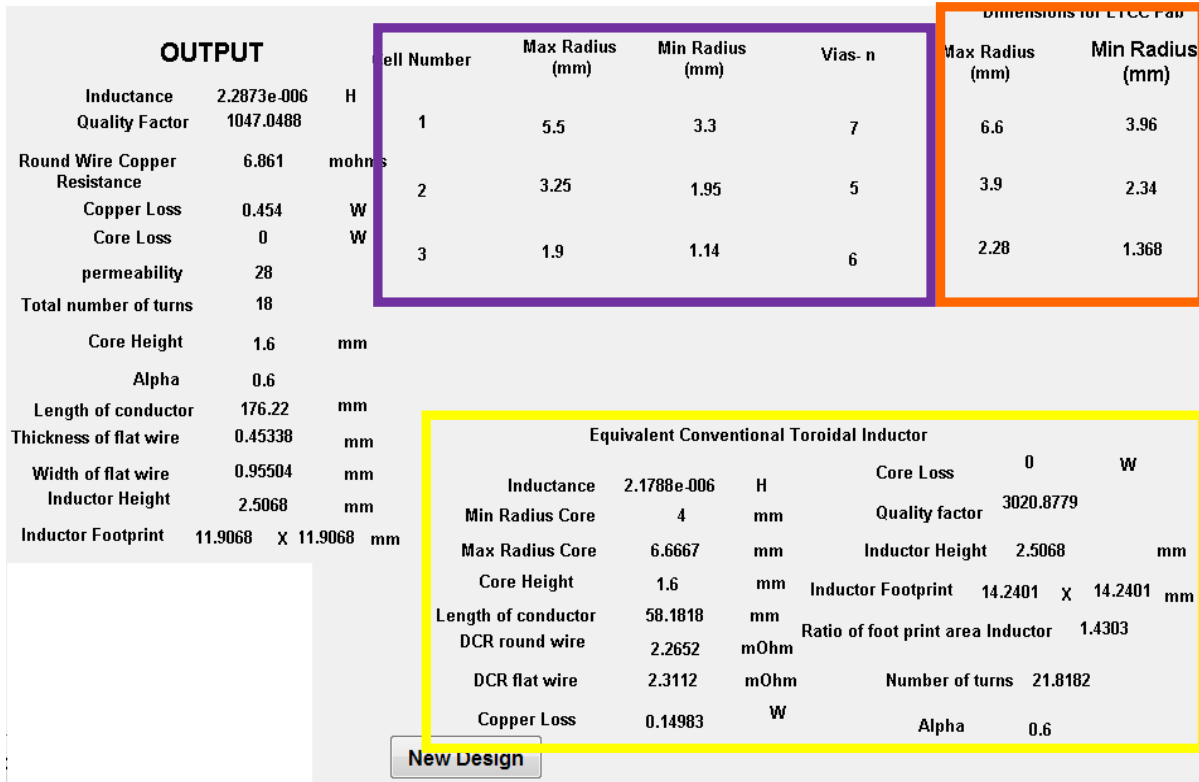 OUTPUT
Inductance 2.2873e-006 H
Quality Factor 1047.0488
Round Wire Copper Resistance 6.861 mohms
Copper Loss 0.454 W
Core Loss 0 W
permeability 28
Total number of turns 18
Core Height 1.6 mm
Alpha 0.6
Length of conductor 176.22 mm
Thickness of flat wire 0.45338 mm
Width of flat wire 0.95504 mm
Inductor Height 2.5068 mm
Inductor Footprint 11.9068 X 11.9068 mm
Cell Number Max Radius (mm) Min Radius (mm) Vias- n
1 5.5 3.3 7
2 3.25 1.95 5
3 1.9 1.14 6
Dimensions for LTCC Fab
Max Radius (mm) Min Radius (mm)
6.6 3.96
3.9 2.34
2.28 1.368
Equivalent Conventional Toroidal Inductor
Inductance 2.1788e-006 H
Min Radius Core 4 mm
Max Radius Core 6.6667 mm
Core Height 1.6 mm
Length of conductor 58.1818 mm
DCR round wire 2.2652 mOhm
DCR flat wire 2.3112 mOhm
Copper Loss 0.14983 W
Core Loss 0 W
Quality factor 3020.8779
Inductor Height 2.5068 mm
Inductor Footprint 14.2401 X 14.2401 mm
Ratio of foot print area Inductor 1.4303
Number of turns 21.8182
Alpha 0.6
New Design